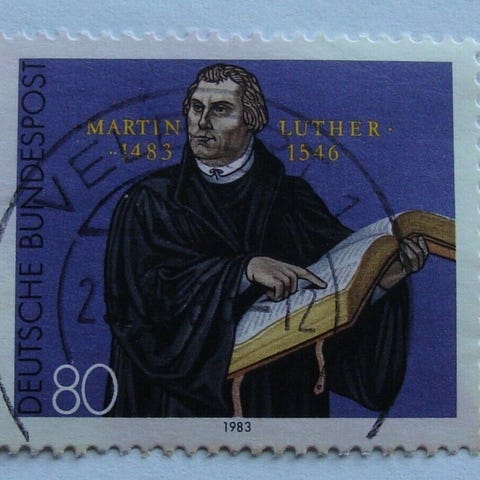 DEUTSCHE BUNDESPOST
· MARTIN LUTHER ·
· 1483 1546 ·
80
1983